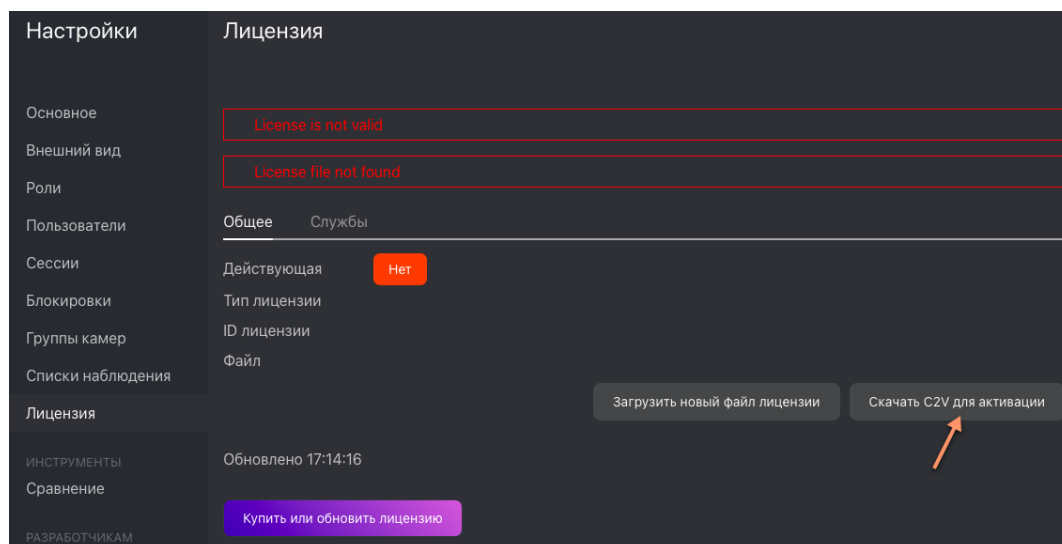 Настройки
Лицензия
Основное
Внешний вид
Роли
Пользователи
Сессии
Блокировки
Группы камер
Списки наблюдения
Лицензия
ИНСТРУМЕНТЫ
Сравнение
РАЗРАБОТЧИКАМ
License is not valid
License file not found
Общее Службы
Действующая Нет
Тип лицензии
ID лицензии
Файл
Загрузить новый файл лицензии Скачать C2V для активации
Обновлено 17:14:16
Купить или обновить лицензию